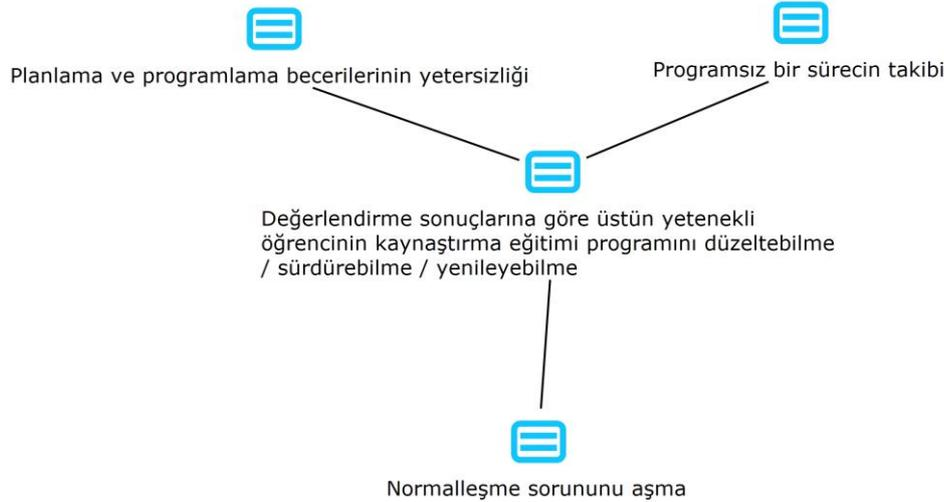 Planlama ve programlama becerilerinin yetersizliği
Programsız bir sürecin takibi
Değerlendirme sonuçlarına göre üstün yetenekli
öğrencinin kaynaştırma eğitimi programını düzeltebilme
/ sürdürebilme / yenileyebilme
Normalleşme sorununu aşma